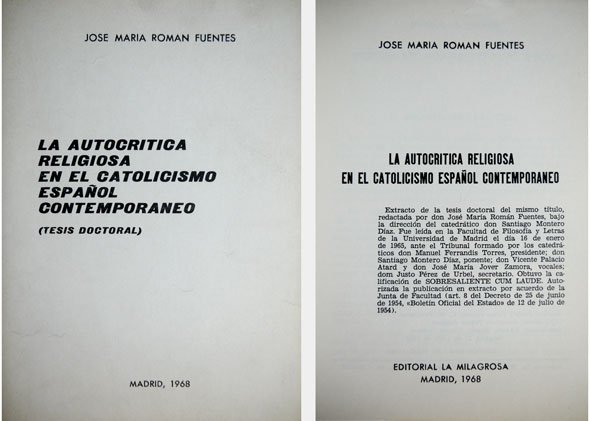 JOSE MARIA ROMAN FUENTES
LA AUTOCRITICA
RELIGIOSA
EN EL CATOLICISMO
ESPAÑOL
CONTEMPORANEO
(TESIS DOCTORAL)
MADRID, 1968
JOSE MARIA ROMAN FUENTES
LA AUTOCRITICA RELIGIOSA
EN EL CATOLICISMO ESPAÑOL CONTEMPORANEO
Extracto de la tesis doctoral del mismo título,
redactada por don José María Román Fuentes, bajo
la dirección del catedrático don Santiago Montero
Díaz. Fue leída en la Facultad de Filosofía y Letras
de la Universidad de Madrid el día 16 de enero
de 1965, ante el Tribunal formado por los catedrá-
ticos don Manuel Ferrandis Torres, presidente; don
Santiago Montero Díaz, ponente; don Vicente Palacio
Atard y don José María Jover Zamora, vocales;
dom Justo Pérez de Urbel, secretario. Obtuvo la ca-
lificación de SOBRESALIENTE CUM LAUDE. Auto-
rizada la publicación en extracto por acuerdo de la
Junta de Facultad (art. 8 del Decreto de 25 de junio
de 1954, «Boletín Oficial del Estado» de 12 de julio de
1954).
EDITORIAL LA MILAGROSA
MADRID, 1968